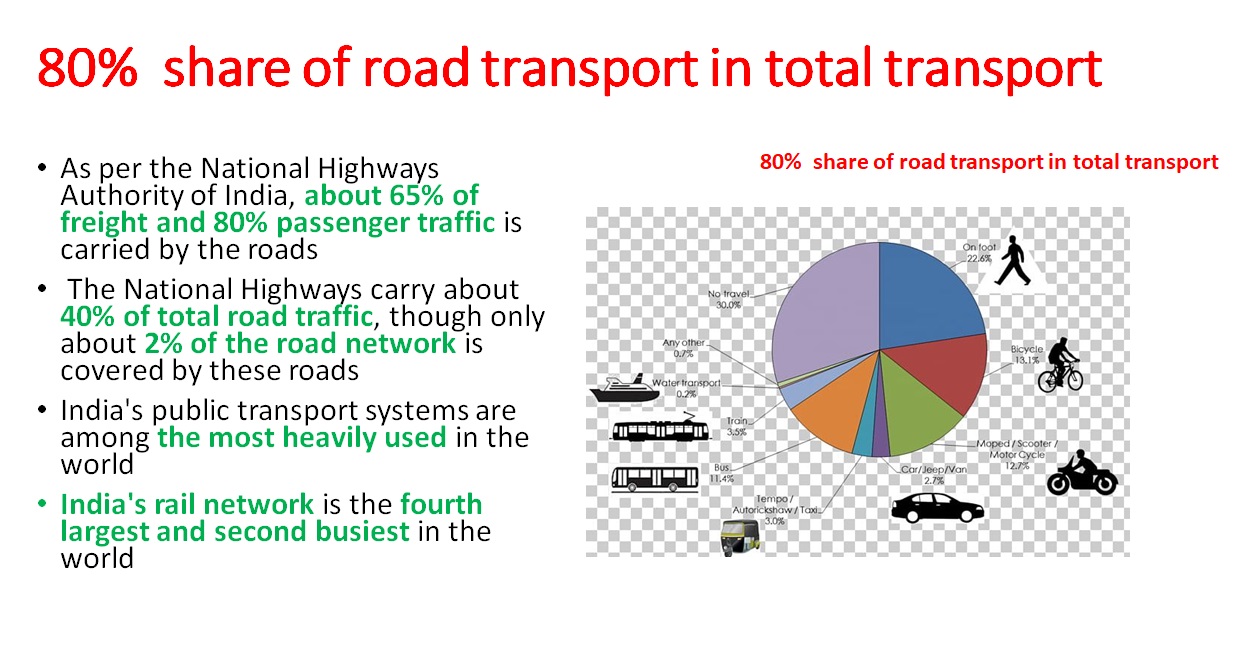 80%  share of road transport in total transport
80%  share of road transport in total transport
• As per the National Highways
Authority of India, about 65% of
freight and 80% passenger traffic is
carried by the roads
•  The National Highways carry about
40% of total road traffic, though only
about 2% of the road network is
covered by these roads
• India's public transport systems are
among the most heavily used in the
world
• India's rail network is the fourth
largest and second busiest in the
world
On foot
22.6%
Bicycle
13.1%
Moped / Scooter /
Motor Cycle
12.7%
Car/Jeep/Van
2.7%
Tempo /
Autorickshaw / Taxi
3.0%
Bus
11.4%
Train
3.5%
Water transport
0.2%
Any other
0.7%
No travel
30.0%